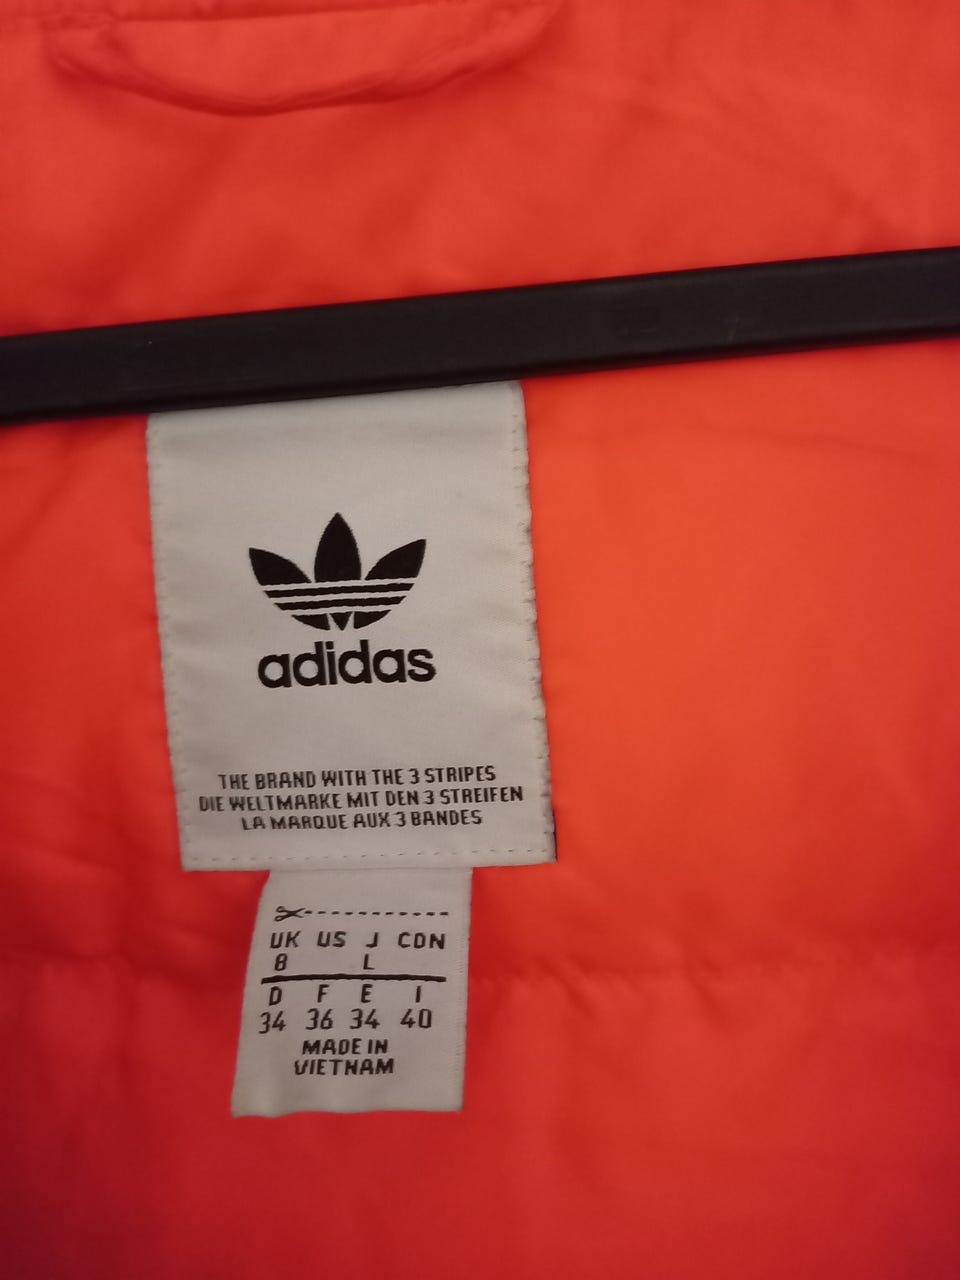 adidas
THE BRAND WITH THE 3 STRIPES
DIE WELTMARKE MIT DEN 3 STREIFEN
LA MARQUE AUX 3 BANDES
UK US J CDN
8 L
D F E I
34 36 34 40
MADE IN
VIETNAM